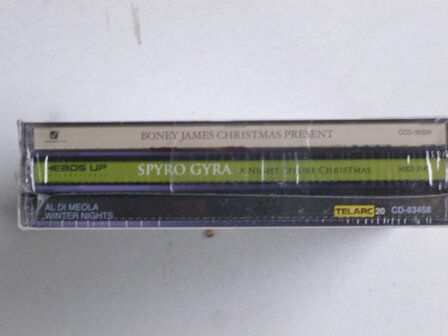 BONEY JAMES CHRISTMAS PRESENT
HEADS UP
SPYRO GYRA A NIGHT BEFORE CHRISTMAS
AL DI MEOLA
WINTER NIGHTS
TELARC 20 CD-83458